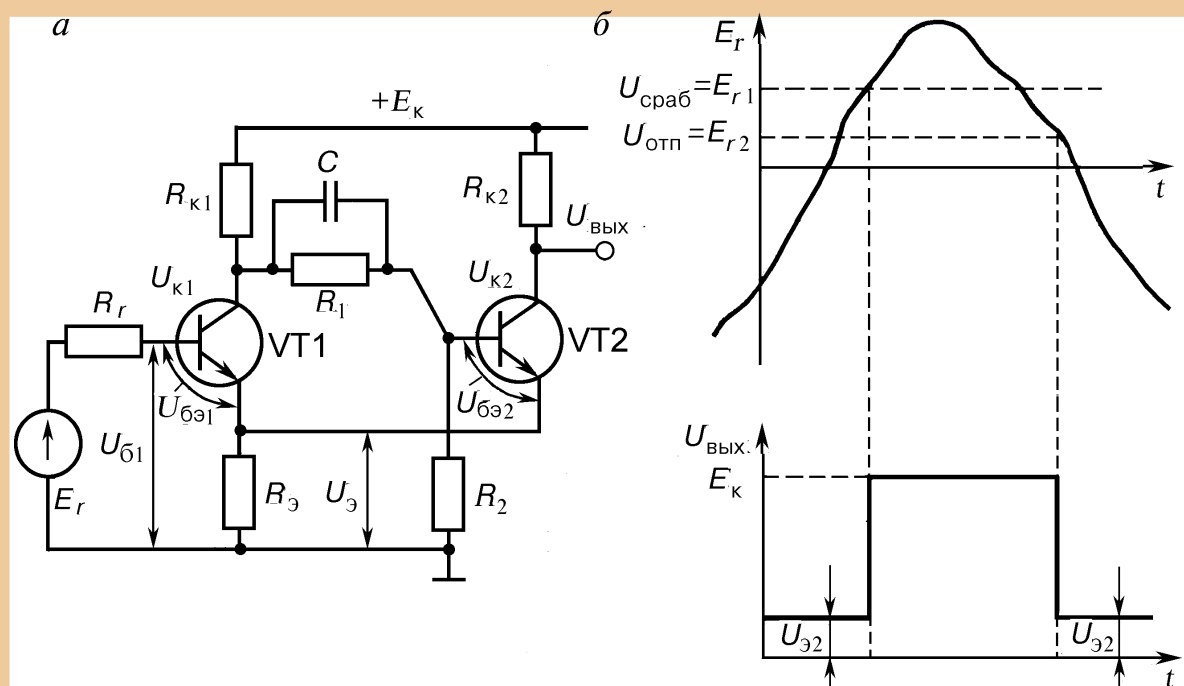 а
+Eк
Rк1
C
Rк2
Uвых
Uк1
R1
Uк2
Rг
VT1
VT2
Uбэ1
Uбэ2
Uб1
Eг
Rэ
Uэ
R2
б
Eг
Uсраб=Eг1
Uотп=Eг2
t
Uвых
Eк
Uэ2
Uэ2
t